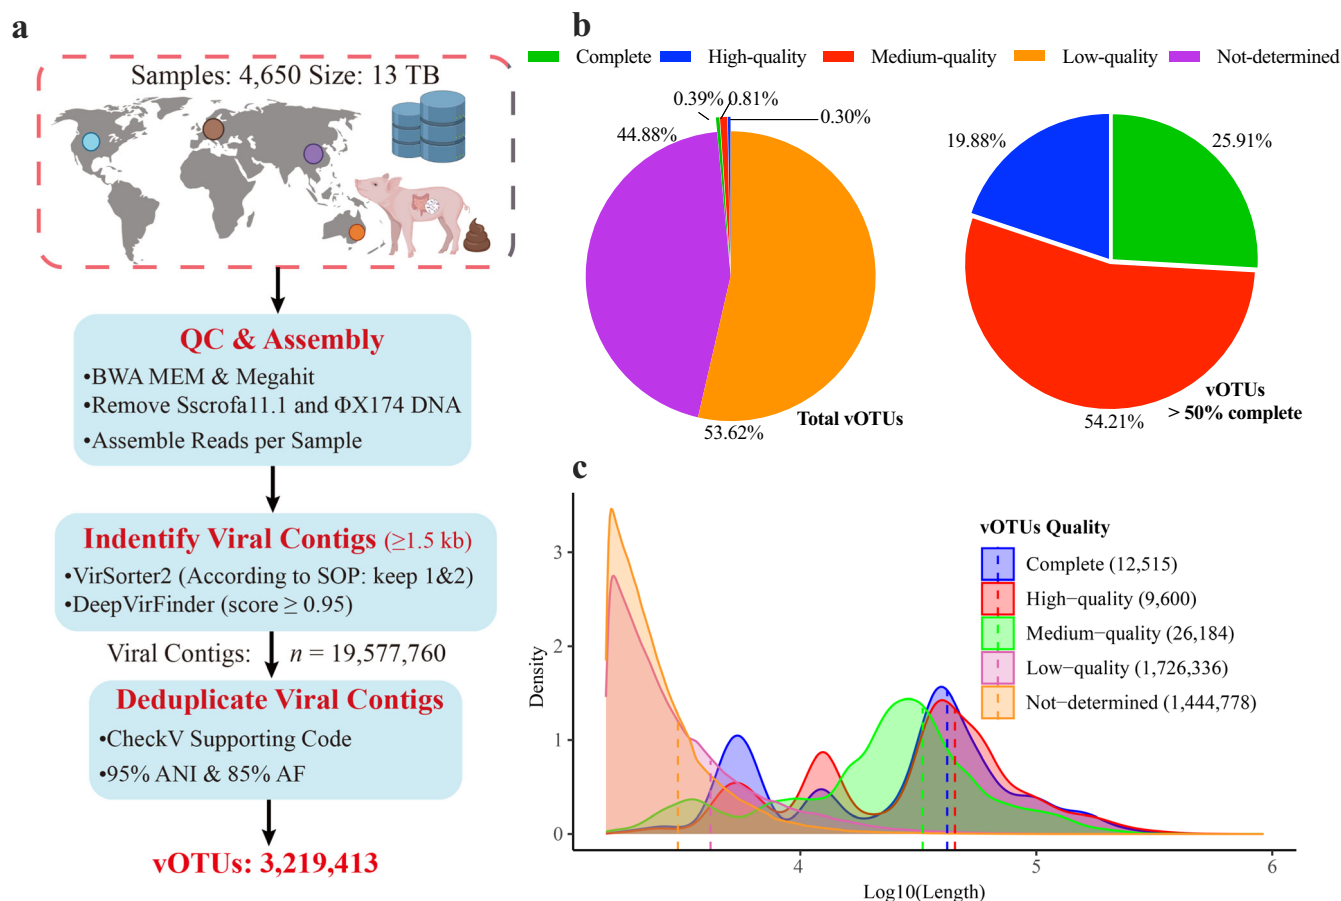 a
Samples: 4,650 Size: 13 TB
QC & Assembly
•BWA MEM & Megahit
•Remove Sscrofa11.1 and ΦX174 DNA
•Assemble Reads per Sample
Indentify Viral Contigs (≥1.5 kb)
•VirSorter2 (According to SOP: keep 1&2)
•DeepVirFinder (score ≥ 0.95)
Viral Contigs: n = 19,577,760
Deduplicate Viral Contigs
•CheckV Supporting Code
•95% ANI & 85% AF
vOTUs: 3,219,413
b
Complete High-quality Medium-quality Low-quality Not-determined
0.39% 0.81%
0.30%
44.88%
53.62%
Total vOTUs
19.88%
25.91%
54.21%
vOTUs
> 50% complete
c
Density
3
2
1
0
4 5 6
Log10(Length)
vOTUs Quality
Complete (12,515)
High−quality (9,600)
Medium−quality (26,184)
Low−quality (1,726,336)
Not−determined (1,444,778)